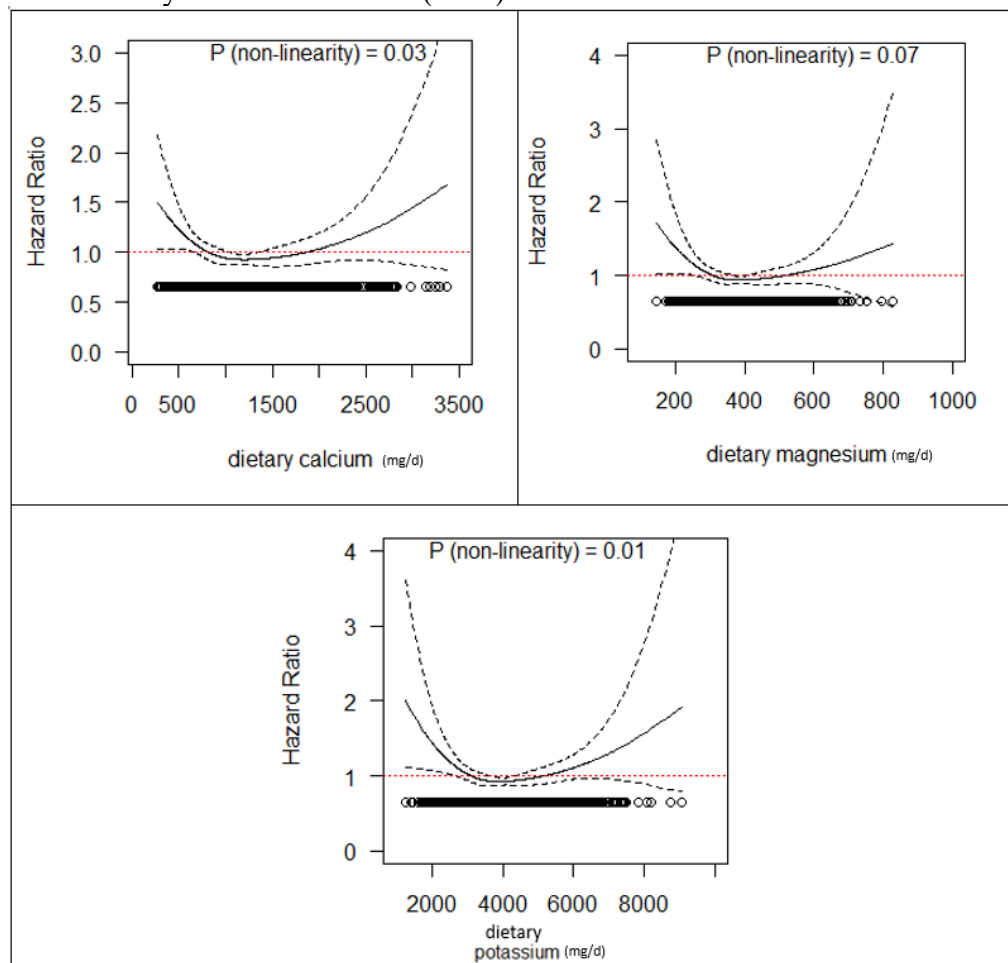 P (non-linearity) = 0.03
3.0
2.5
2.0
1.5
1.0
0.5
0.0
Hazard Ratio
0 500 1500 2500 3500
dietary calcium (mg/d)
P (non-linearity) = 0.07
4
3
2
1
0
Hazard Ratio
200 400 600 800 1000
dietary magnesium (mg/d)
P (non-linearity) = 0.01
4
3
2
1
0
Hazard Ratio
2000 4000 6000 8000
dietary
potassium (mg/d)